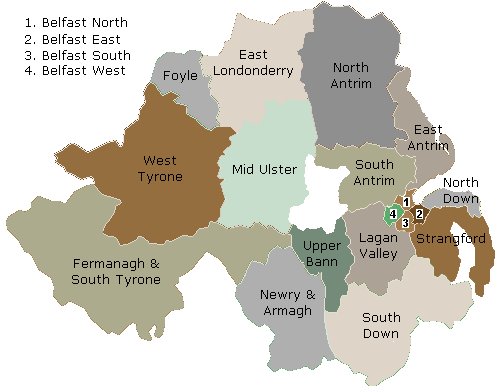 1. Belfast North
2. Belfast East
3. Belfast South
4. Belfast West
East
Londonderry
Foyle
North
Antrim
East
Antrim
West
Tyrone
Mid Ulster
South
Antrim
North
Down
1
4
2
3
Strangford
Lagan
Valley
Upper
Bann
Fermanagh &
South Tyrone
Newry &
Armagh
South
Down